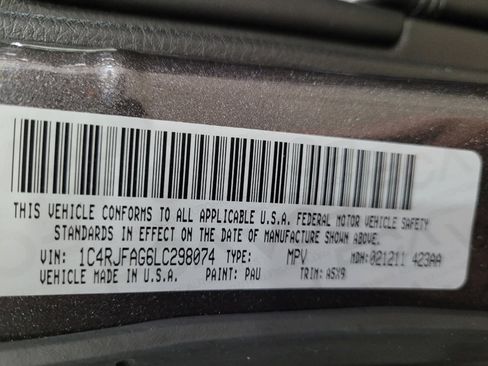 THIS VEHICLE CONFORMS TO ALL APPLICABLE U.S.A. FEDERAL MOTOR VEHICLE SAFETY
STANDARDS IN EFFECT ON THE DATE OF MANUFACTURE SHOWN ABOVE.
VIN: 1C4RJFAG6LC298074 TYPE: MPV MDH: 021211 423AA
VEHICLE MADE IN U.S.A. PAINT: PAU TRIM: A5X9